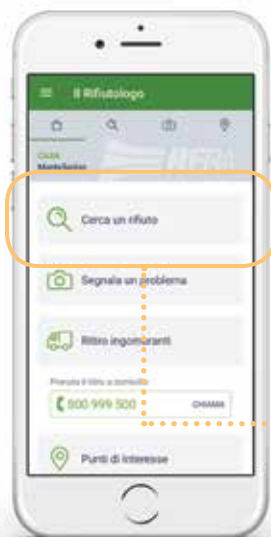 Il Rifiutologo
CASA
HERA
Cerca un rifiuto
Segnala un problema
Ritiro ingombranti
Prenota il ritiro a domicilio
800 999 500 CHIAMA
Punti di interesse